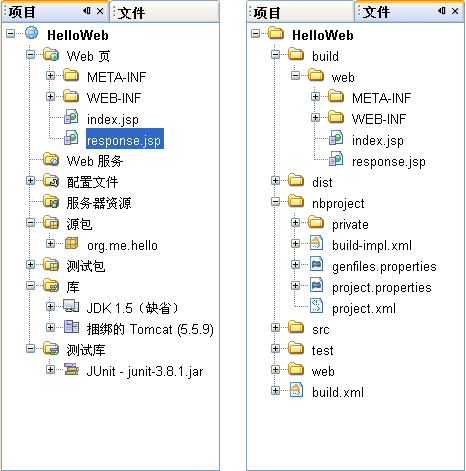 项目
文件
HelloWeb
Web 页
META-INF
WEB-INF
index.jsp
response.jsp
Web 服务
配置文件
服务器资源
源包
org.me.hello
测试包
库
JDK 1.5（缺省）
捆绑的 Tomcat (5.5.9)
测试库
JUnit - junit-3.8.1.jar
项目
文件
HelloWeb
build
web
META-INF
WEB-INF
index.jsp
response.jsp
dist
nbproject
private
build-impl.xml
genfiles.properties
project.properties
project.xml
src
test
web
build.xml